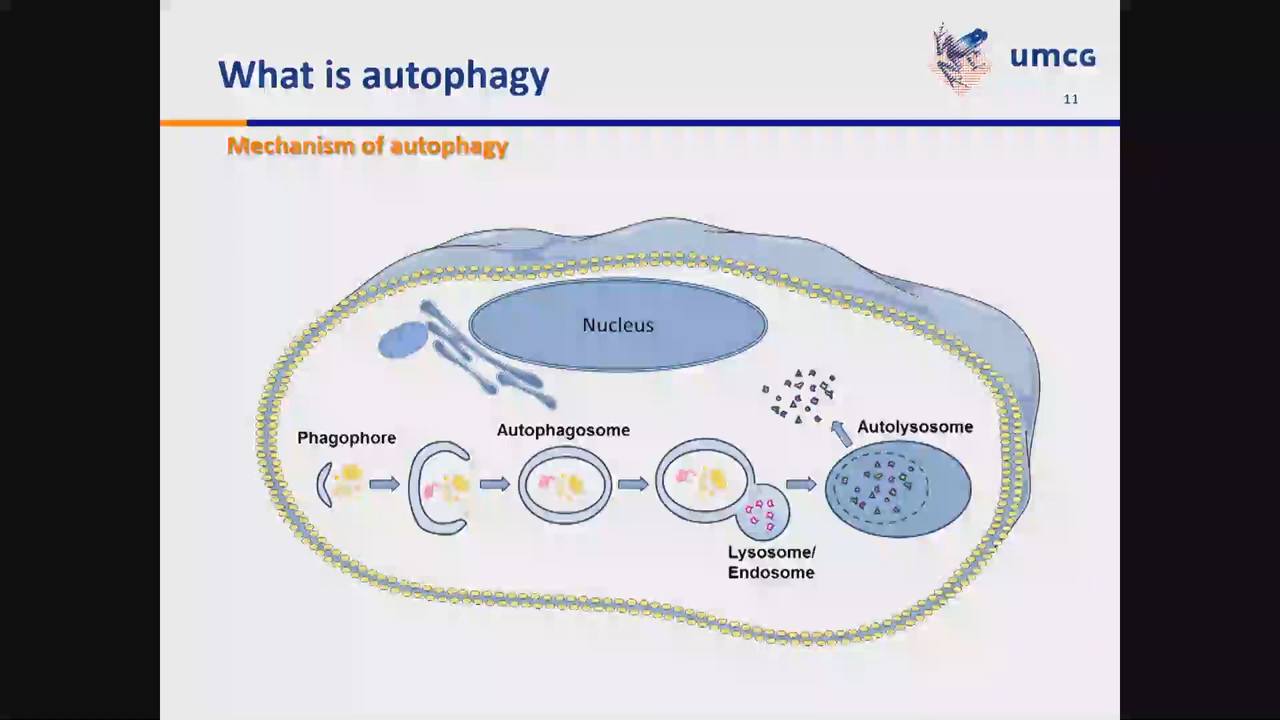 What is autophagy
umcg
11
Mechanism of autophagy
Nucleus
Phagophore
Autophagosome
Autolysosome
Lysosome/
Endosome